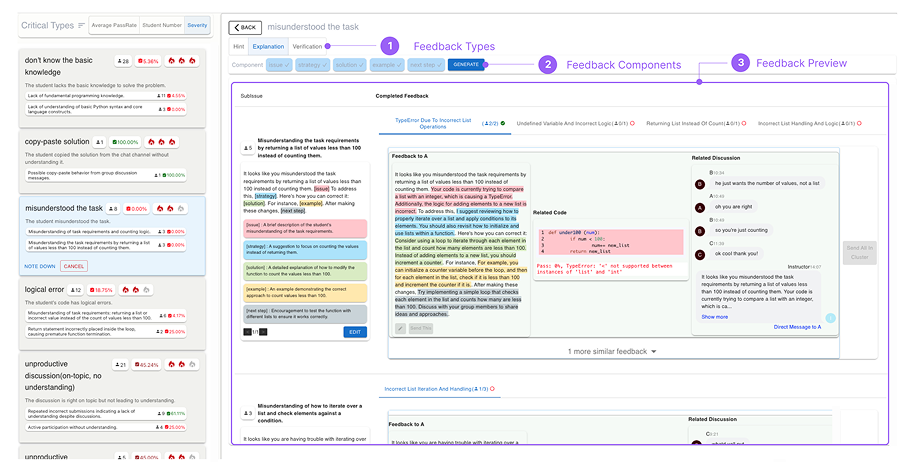 Critical Types
Average PassRate
Student Number
Severity
don't know the basic knowledge
28
5.36%
The student lacks the basic knowledge to solve the problem.
Lack of fundamental programming knowledge.
11
4.55%
Lack of understanding of basic Python syntax and core language constructs.
3
0.00%
copy-paste solution
1
100.00%
The student copied the solution from the chat channel without understanding it.
Possible copy-paste behavior from group discussion messages.
1
100.00%
misunderstood the task
8
0.00%
The student misunderstood the task.
Misunderstanding the task requirements
Misunderstanding the task requirements by returning a list of values less than 100 instead of counting them.
5
0.00%
NOTE DOWN
CANCEL
logical error
12
18.75%
The student's code has logical errors.
Misunderstanding of task requirements: returning a list or incorrect value instead of the count of values less than 100.
6
4.17%
Return statement incorrectly placed inside the loop, causing premature function termination.
2
25.00%
unproductive discussion(on-topic, no understanding)
21
45.24%
The discussion is right on topic but not leading to understanding.
Repeated incorrect submissions indicating a lack of understanding despite discussions.
9
61.11%
Active participation without understanding.
4
25.00%
unproductive
5
45.00%
BACK
misunderstood the task
Hint
Explanation
Verification
1
Feedback Types
Component
issue
strategy
solution
example
next step
GENERATE
2
Feedback Components
3
Feedback Preview
Subissue
Completed Feedback
TypeError Due To Incorrect List Operations
(2/2)
Undefined Variable And Incorrect Logic(0/1)
Returning List Instead Of Count(0/1)
Incorrect List Handling And Logic(0/1)
5
Misunderstanding the task requirements by returning a list of values less than 100 instead of counting them.
It looks like you misunderstood the task requirements by returning a list of values less than 100 instead of counting them. [issue] To address this, [strategy]. Here's how you can correct it: [solution]. For instance, [example]. After making these changes, [next step].
[issue] : A brief description of the student's misunderstanding of the task requirements.
[strategy] : A suggestion to focus on counting the values instead of returning them.
[solution] : A detailed explanation of how to modify the function to count the values less than 100.
[example] : An example demonstrating the correct approach to count values less than 100.
[next step] : Encouragement to test the function with different lists to ensure it works correctly.
1/1
EDIT
Feedback to A
It looks like you misunderstood the task requirements by returning a list of values less than 100 instead of counting them. Your code is currently trying to compare a list with an integer, which is causing a TypeError. Additionally, the logic for adding elements to a new list is incorrect. To address this, I suggest reviewing how to properly iterate over a list and apply conditions to its elements. You should also revise how to initialize and use lists within a function.. Here's how you can correct it: Consider using a loop to iterate through each element in the list and count how many elements are less than 100. Instead of adding elements to a new list, you should increment a counter.. For instance, For example, you can initialize a counter variable before the loop, and then for each element in the list, check if it is less than 100 and increment the counter if it is.. After making these changes, Try implementing a simple loop that checks each element in the list and counts how many are less than 100. Discuss with your group members to share ideas and approaches.
Send this
Related Code
1 def under100 (num):
2 if num < 100:
3 num+= new_list
4 return new_list
Pass: 0%, TypeError: "<" not supported between instances of "list" and "int"
Related Discussion
B
he just wants the number of values, not a list
A
oh you are right
B
so you're just counting
C
ok cool thank you!
Instructor
It looks like you misunderstood the task requirements by returning a list of values less than 100 instead of counting them. Your code is currently trying to compare a list with an integer, which is ca...
Show more
Direct Message to A
Send All In Counter
1 more similar feedback
Incorrect List Iteration And Handling(1/3)
3
Misunderstanding of how to iterate over a list and check elements against a condition.
It looks like you are having trouble with iterating over
Feedback to A
It looks like you are having trouble with iterating over a
Related Discussion
C